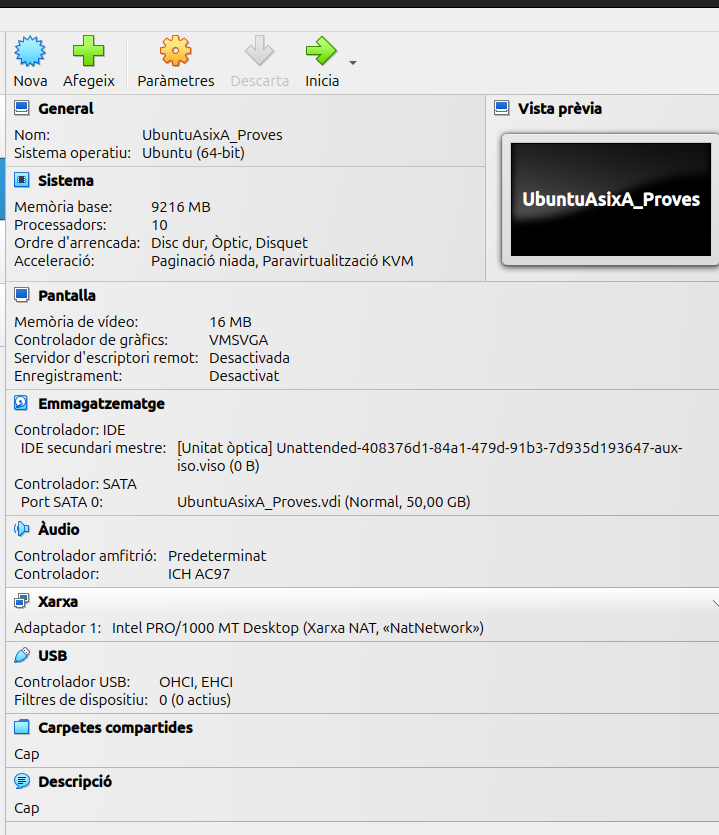 Nova Afegeix Paràmetres Descarta Inicia
General
Nom: UbuntuAsixA_Proves
Sistema operatiu: Ubuntu (64-bit)
Vista prèvia
UbuntuAsixA_Proves
Sistema
Memòria base: 9216 MB
Processadors: 10
Ordre d'arrencada: Disc dur, Òptic, Disquet
Acceleració: Paginació niada, Paravirtualització KVM
Pantalla
Memòria de vídeo: 16 MB
Controlador de gràfics: VMSVGA
Servidor d'escriptori remot: Desactivada
Enregistrament: Desactivat
Emmagatzematge
Controlador: IDE
IDE secundari mestre: [Unitat òptica] Unattended-408376d1-84a1-479d-91b3-7d935d193647-aux-
iso.viso (0 B)
Controlador: SATA
Port SATA 0: UbuntuAsixA_Proves.vdi (Normal, 50,00 GB)
Àudio
Controlador amfitrió: Predeterminat
Controlador: ICH AC97
Xarxa
Adaptador 1: Intel PRO/1000 MT Desktop (Xarxa NAT, «NatNetwork»)
USB
Controlador USB: OHCI, EHCI
Filtres de dispositiu: 0 (0 actius)
Carpetes compartides
Cap
Descripció
Cap